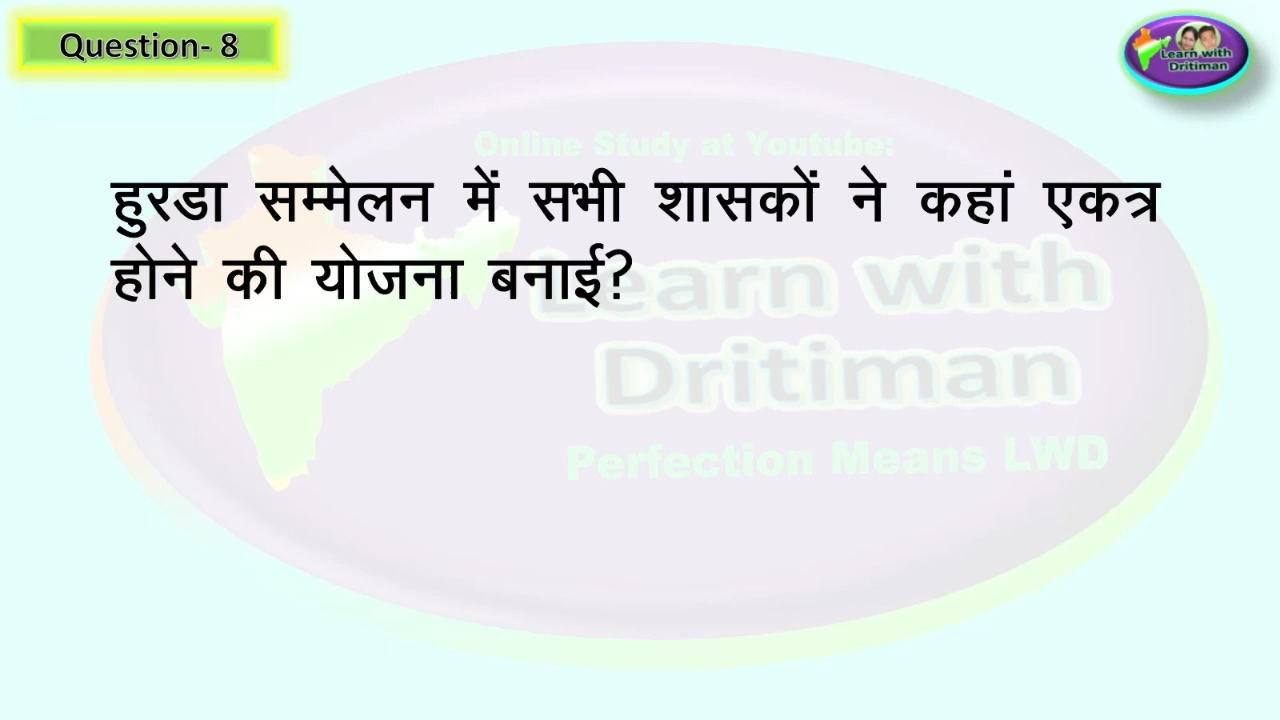 Question- 8
Learn with
Dritiman
Online Study at Youtube:
हुरडा सम्मेलन में सभी शासकों ने कहां एकत्र
होने की योजना बनाई?
Learn with
Dritiman
Perfection Means LWD